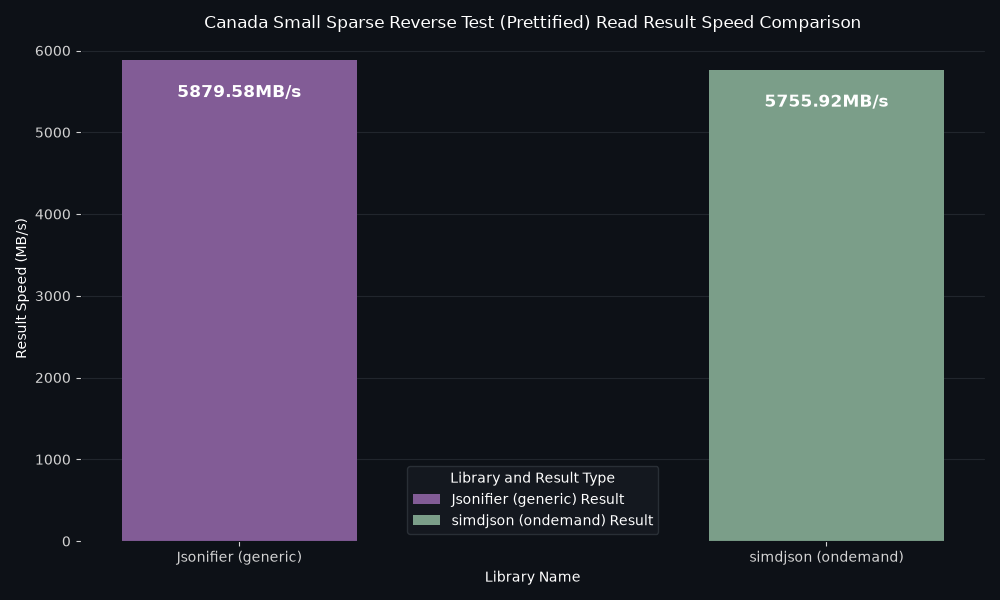 Canada Small Sparse Reverse Test (Prettified) Read Result Speed Comparison
6000
5879.58MB/s
5755.92MB/s
5000
4000
Result Speed (MB/s)
3000
2000
1000
Library and Result Type
Jsonifier (generic) Result
simdjson (ondemand) Result
0
Jsonifier (generic)
simdjson (ondemand)
Library Name